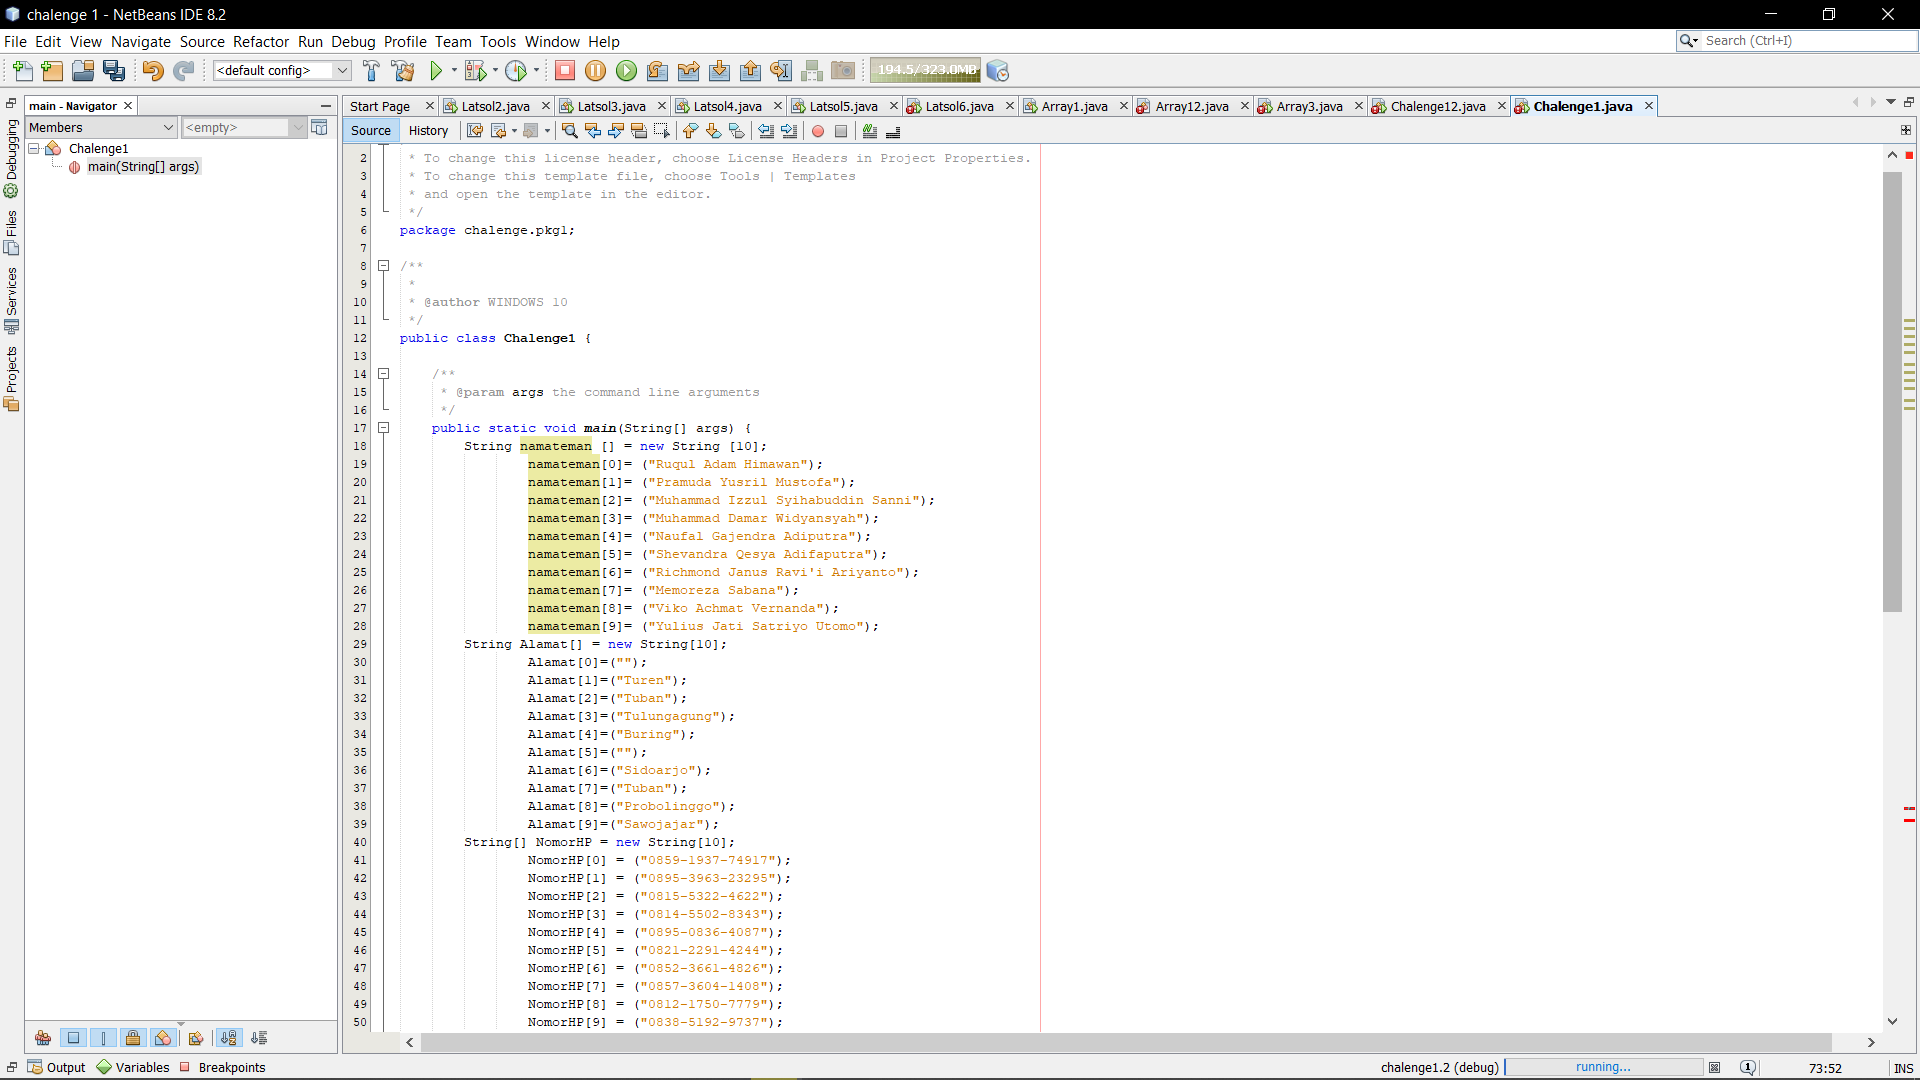 chalenge 1 - NetBeans IDE 8.2
File Edit View Navigate Source Refactor Run Debug Profile Team Tools Window Help
Search (Ctrl+I)
<default config>
194.5/323.0MB
main - Navigator
Start Page Latsol2.java Latsol3.java Latsol4.java Latsol5.java Latsol6.java Array1.java Array12.java Array3.java Chalenge12.java Chalenge1.java
Members <empty>
Source History
Chalenge1
main(String[] args)
Debugging
Files
Services
Projects
2 * To change this license header, choose License Headers in Project Properties.
3 * To change this template file, choose Tools | Templates
4 * and open the template in the editor.
5 */
6 package chalenge.pkg1;
7
8 /**
9 *
10 * @author WINDOWS 10
11 */
12 public class Chalenge1 {
13
14 /**
15 * @param args the command line arguments
16 */
17 public static void main(String[] args) {
18 String namateman [] = new String [10];
19 namateman[0]= ("Ruqul Adam Himawan");
20 namateman[1]= ("Pramuda Yusril Mustofa");
21 namateman[2]= ("Muhammad Izzul Syihabuddin Sanni");
22 namateman[3]= ("Muhammad Damar Widyansyah");
23 namateman[4]= ("Naufal Gajendra Adiputra");
24 namateman[5]= ("Shevandra Qesya Adifaputra");
25 namateman[6]= ("Richmond Janus Ravi'i Ariyanto");
26 namateman[7]= ("Memoreza Sabana");
27 namateman[8]= ("Viko Achmat Vernanda");
28 namateman[9]= ("Yulius Jati Satriyo Utomo");
29 String Alamat[] = new String[10];
30 Alamat[0]=("");
31 Alamat[1]=("Turen");
32 Alamat[2]=("Tuban");
33 Alamat[3]=("Tulungagung");
34 Alamat[4]=("Buring");
35 Alamat[5]=("");
36 Alamat[6]=("Sidoarjo");
37 Alamat[7]=("Tuban");
38 Alamat[8]=("Probolinggo");
39 Alamat[9]=("Sawojajar");
40 String[] NomorHP = new String[10];
41 NomorHP[0] = ("0859-1937-74917");
42 NomorHP[1] = ("0895-3963-23295");
43 NomorHP[2] = ("0815-5322-4622");
44 NomorHP[3] = ("0814-5502-8343");
45 NomorHP[4] = ("0895-0836-4087");
46 NomorHP[5] = ("0821-2291-4244");
47 NomorHP[6] = ("0852-3661-4826");
48 NomorHP[7] = ("0857-3604-1408");
49 NomorHP[8] = ("0812-1750-7779");
50 NomorHP[9] = ("0838-5192-9737");
Output Variables Breakpoints
chalenge1.2 (debug) running... 1 73:52 INS